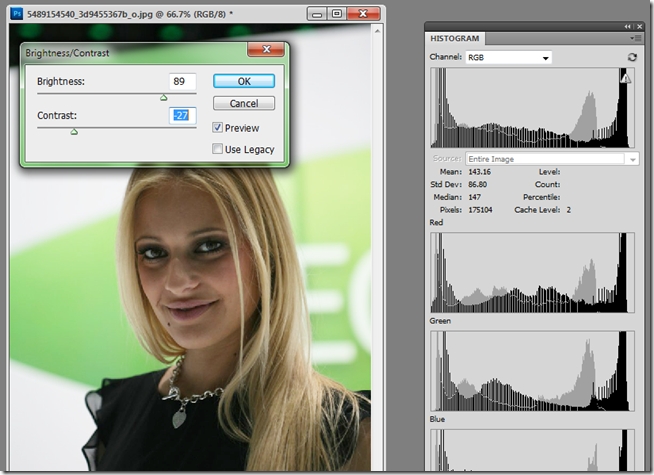 5489154540_3d9455367b_o.jpg @ 66.7% (RGB/8) *
Brightness/Contrast
Brightness: 89
Contrast: -27
OK
Cancel
Preview
Use Legacy
HISTOGRAM
Channel: RGB
Source: Entire Image
Mean: 143.16 Level:
Std Dev: 86.80 Count:
Median: 147 Percentile:
Pixels: 175104 Cache Level: 2
Red
Green
Blue